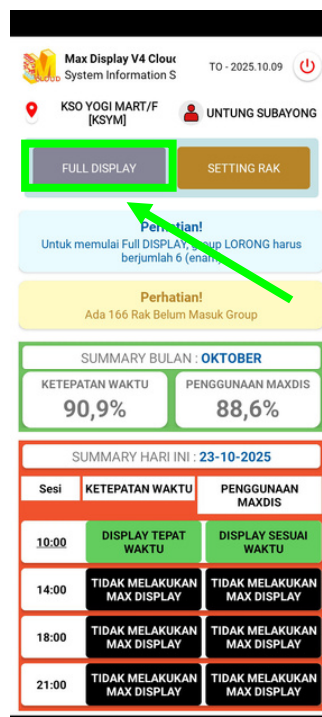 Max Display V4 Clou
System Information S
TO - 2025.10.09
KSO YOGI MART/F
[KSYM]
UNTUNG SUBAYONG
FULL DISPLAY
SETTING RAK
Perhatian!
Untuk memulai Full DISPLAY, group LORONG harus
berjumlah 6 (enam)
Perhatian!
Ada 166 Rak Belum Masuk Group
SUMMARY BULAN : OKTOBER
KETEPATAN WAKTU
90,9%
PENGGUNAAN MAXDIS
88,6%
SUMMARY HARI INI : 23-10-2025
Sesi KETEPATAN WAKTU PENGGUNAAN
MAXDIS
10:00 DISPLAY TEPAT
WAKTU
DISPLAY SESUAI
WAKTU
14:00 TIDAK MELAKUKAN
MAX DISPLAY
TIDAK MELAKUKAN
MAX DISPLAY
18:00 TIDAK MELAKUKAN
MAX DISPLAY
TIDAK MELAKUKAN
MAX DISPLAY
21:00 TIDAK MELAKUKAN
MAX DISPLAY
TIDAK MELAKUKAN
MAX DISPLAY